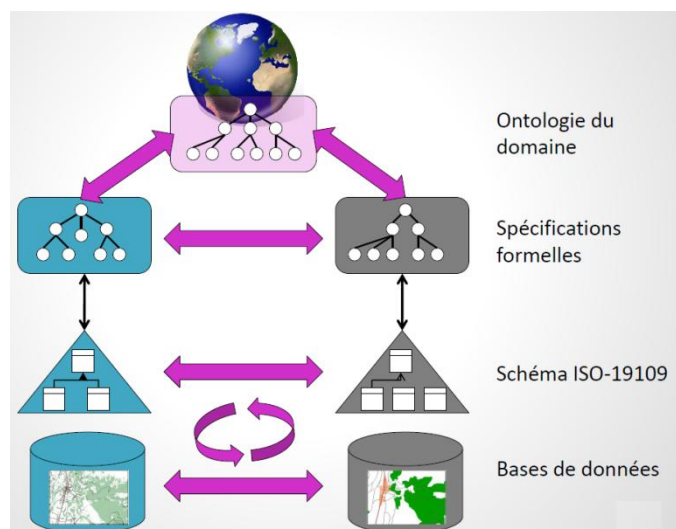 Ontologie du
domaine
Spécifications
formelles
Schéma ISO-19109
Bases de données